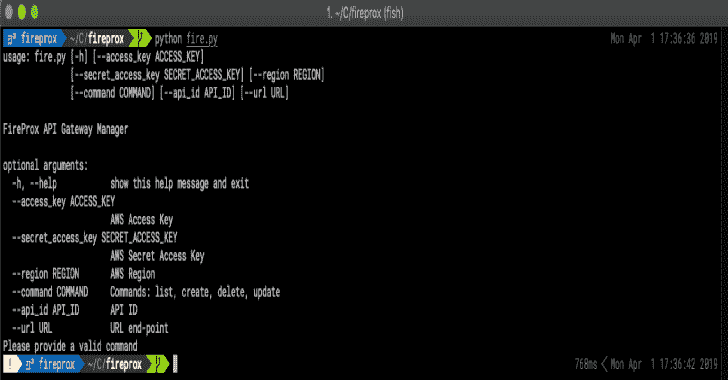 1. ~/C/fireprox (fish)
fireprox ~/C/fireprox python fire.py Mon Apr 1 17:36:36 2019
usage: fire.py [-h] [--access_key ACCESS_KEY]
[--secret_access_key SECRET_ACCESS_KEY] [--region REGION]
[--command COMMAND] [--api_id API_ID] [--url URL]
FireProx API Gateway Manager
optional arguments:
-h, --help show this help message and exit
--access_key ACCESS_KEY
AWS Access Key
--secret_access_key SECRET_ACCESS_KEY
AWS Secret Access Key
--region REGION AWS Region
--command COMMAND Commands: list, create, delete, update
--api_id API_ID API ID
--url URL URL end-point
Please provide a valid command
! fireprox ~/C/fireprox 768ms < Mon Apr 1 17:36:42 2019